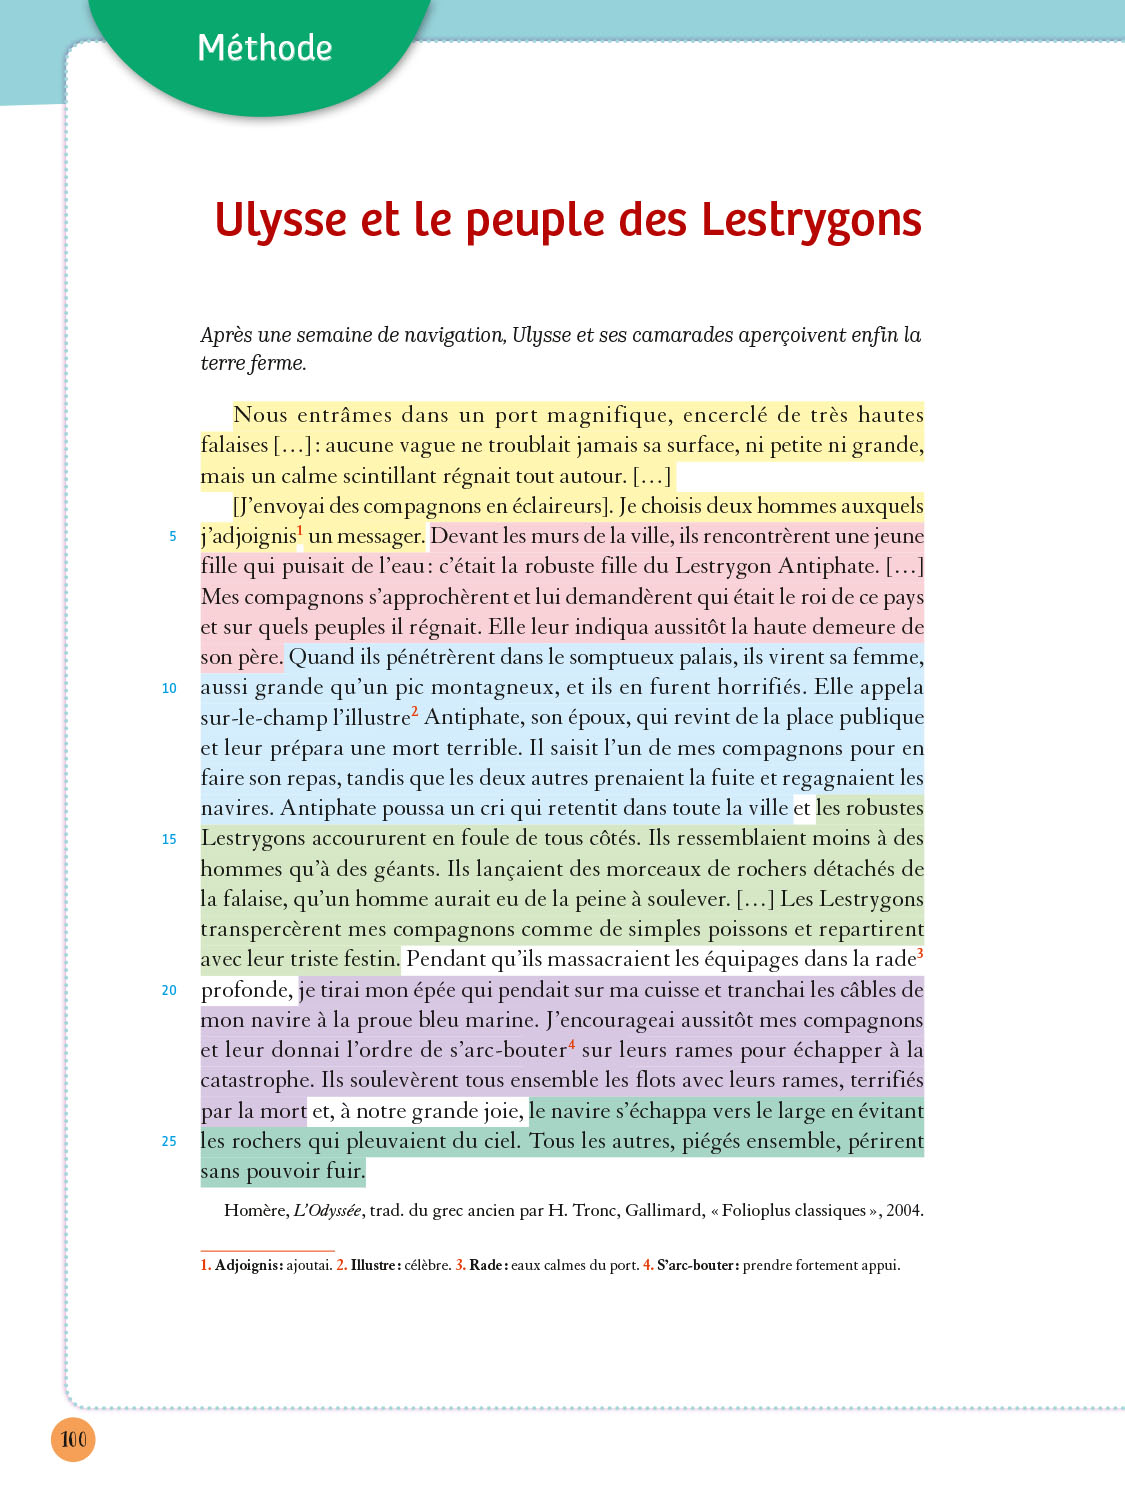 Méthode
Ulysse et le peuple des Lestrygons
Après une semaine de navigation, Ulysse et ses camarades aperçoivent enfin la
terre ferme.
Nous entrâmes dans un port magnifique, encerclé de très hautes
falaises […] : aucune vague ne troublait jamais sa surface, ni petite ni grande,
mais un calme scintillant régnait tout autour. […]
[J’envoyai des compagnons en éclaireurs]. Je choisis deux hommes auxquels
5 j’adjoignis1 un messager. Devant les murs de la ville, ils rencontrèrent une jeune
fille qui puisait de l’eau : c’était la robuste fille du Lestrygon Antiphate. […]
Mes compagnons s’approchèrent et lui demandèrent qui était le roi de ce pays
et sur quels peuples il régnait. Elle leur indiqua aussitôt la haute demeure de
son père. Quand ils pénétrèrent dans le somptueux palais, ils virent sa femme,
10 aussi grande qu’un pic montagneux, et ils en furent horrifiés. Elle appela
sur-le-champ l’illustre2 Antiphate, son époux, qui revint de la place publique
et leur prépara une mort terrible. Il saisit l’un de mes compagnons pour en
faire son repas, tandis que les deux autres prenaient la fuite et regagnaient les
navires. Antiphate poussa un cri qui retentit dans toute la ville et les robustes
15 Lestrygons accoururent en foule de tous côtés. Ils ressemblaient moins à des
hommes qu’à des géants. Ils lançaient des morceaux de rochers détachés de
la falaise, qu’un homme aurait eu de la peine à soulever. […] Les Lestrygons
transpercèrent mes compagnons comme de simples poissons et repartirent
avec leur triste festin. Pendant qu’ils massacraient les équipages dans la rade3
20 profonde, je tirai mon épée qui pendait sur ma cuisse et tranchai les câbles de
mon navire à la proue bleu marine. J’encourageai aussitôt mes compagnons
et leur donnai l’ordre de s’arc-bouter4 sur leurs rames pour échapper à la
catastrophe. Ils soulevèrent tous ensemble les flots avec leurs rames, terrifiés
par la mort et, à notre grande joie, le navire s’échappa vers le large en évitant
25 les rochers qui pleuvaient du ciel. Tous les autres, piégés ensemble, périrent
sans pouvoir fuir.
Homère, L’Odyssée, trad. du grec ancien par H. Tronc, Gallimard, « Folioplus classiques », 2004.
1. Adjoignis : ajoutai. 2. Illustre : célèbre. 3. Rade : eaux calmes du port. 4. S’arc-bouter : prendre fortement appui.
100